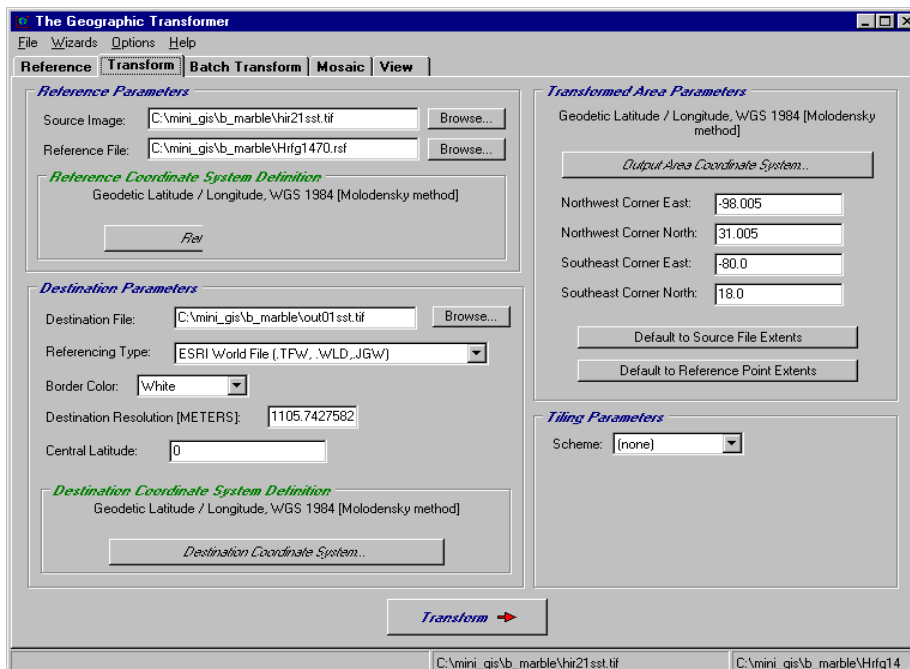 The Geographic Transformer
File Wizards Options Help
Reference Transform Batch Transform Mosaic View
Reference Parameters
Source Image: C:\mini_gis\b_marble\hir21sst.tif Browse...
Reference File: C:\mini_gis\b_marble\Hrfg1470.rsf Browse...
Reference Coordinate System Definition
Geodetic Latitude / Longitude, WGS 1984 [Molodensky method]
Destination Parameters
Destination File: C:\mini_gis\b_marble\out01sst.tif Browse...
Referencing Type: ESRI World File (.TFW, .WLD,.JGW)
Border Color: White
Destination Resolution [METERS]: 1105.7427582
Central Latitude: 0
Destination Coordinate System Definition
Geodetic Latitude / Longitude, WGS 1984 [Molodensky method]
Destination Coordinate System...
Transformed Area Parameters
Geodetic Latitude / Longitude, WGS 1984 [Molodensky
method]
Output Area Coordinate System...
Northwest Corner East: -98.005
Northwest Corner North: 31.005
Southeast Corner East: -80.0
Southeast Corner North: 18.0
Default to Source File Extents
Default to Reference Point Extents
Tiling Parameters
Scheme: (none)
Transform
C:\mini_gis\b_marble\hir21sst.tif C:\mini_gis\b_marble\Hrfg14